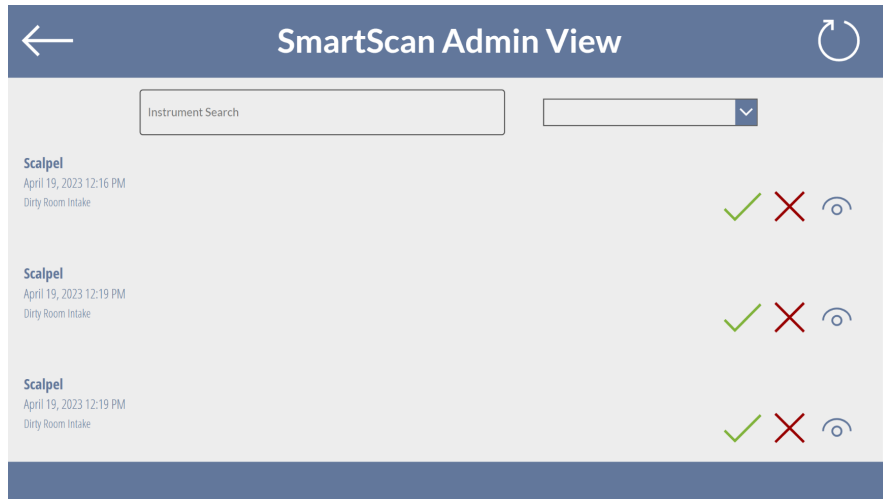 SmartScan Admin View
Instrument Search
Scalpel
April 19, 2023 12:16 PM
Dirty Room Intake
Scalpel
April 19, 2023 12:19 PM
Dirty Room Intake
Scalpel
April 19, 2023 12:19 PM
Dirty Room Intake